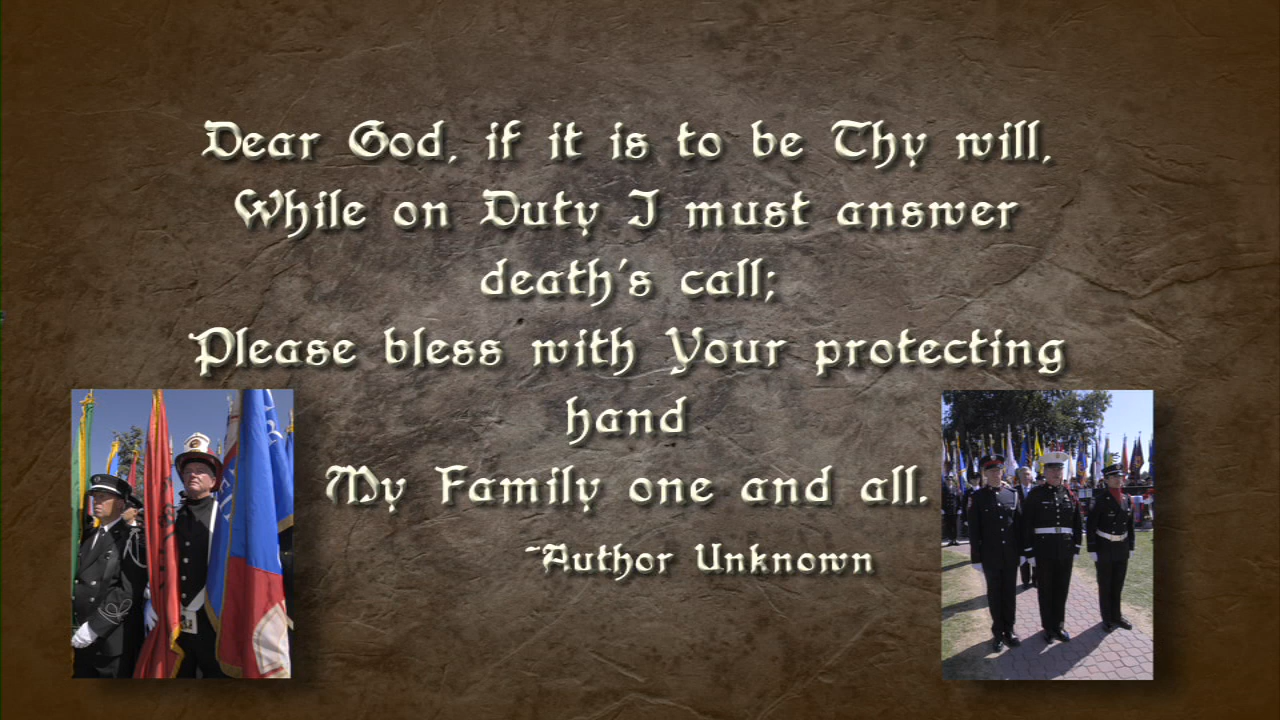 Dear God, if it is to be Thy will,
While on Duty I must answer
death's call;
Please bless with Your protecting
hand
My Family one and all.
~Author Unknown